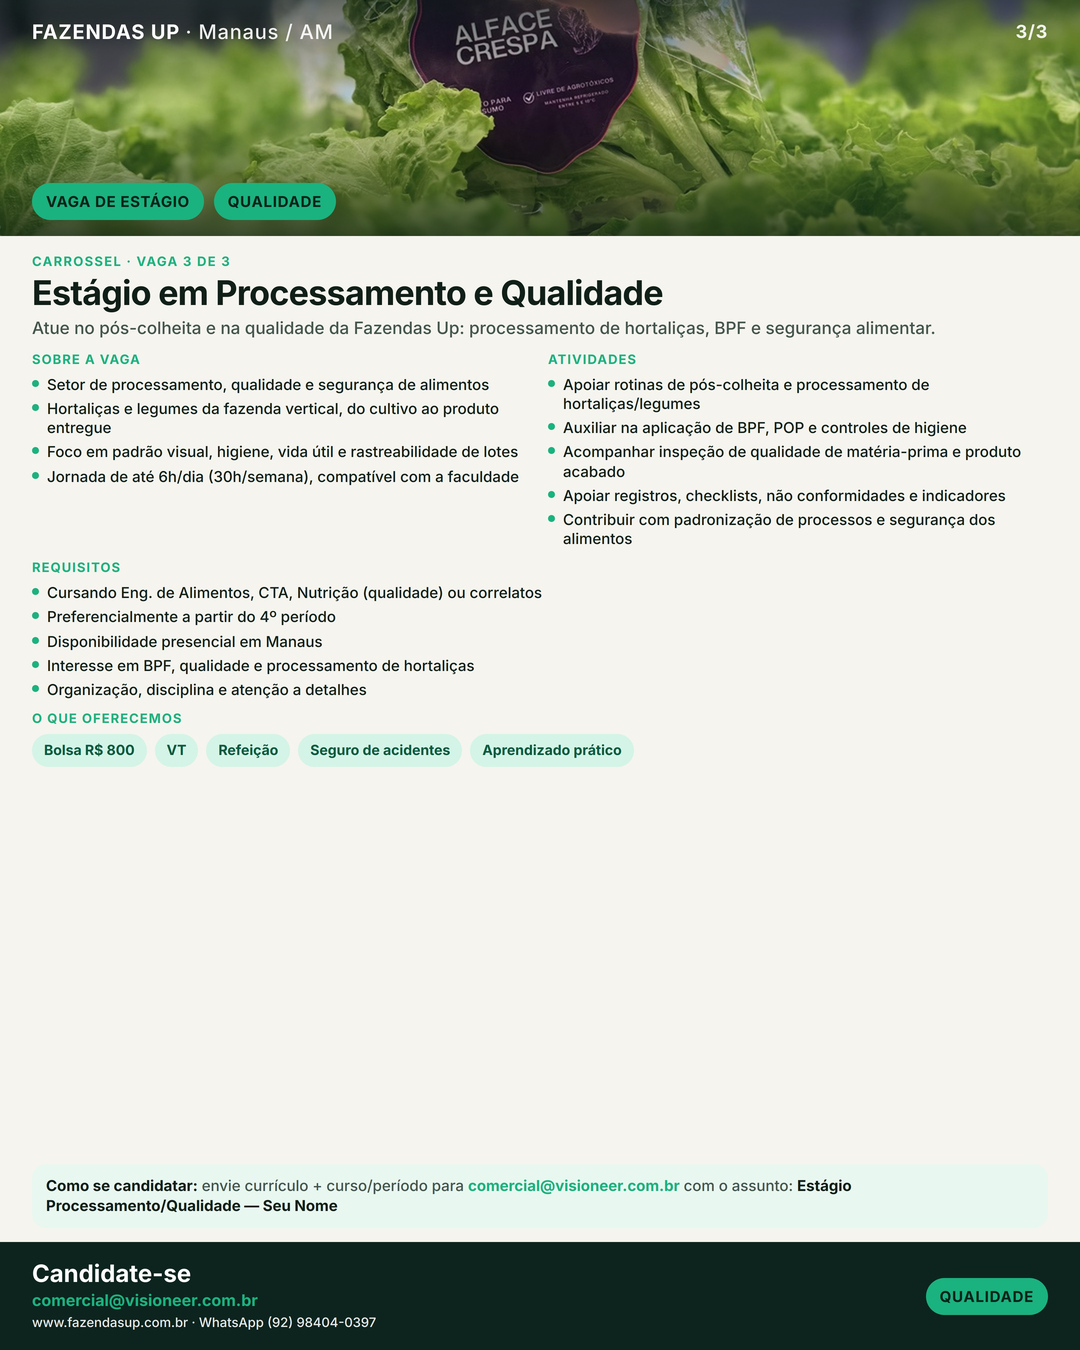 FAZENDAS UP · Manaus / AM
3/3
ALFACE
CRESPA
TO PARA
SUMO
LIVRE DE AGROTÓXICOS
MANTENHA REFRIGERADO
ENTRE 5 E 10°C
VAGA DE ESTÁGIO
QUALIDADE
CARROSSEL · VAGA 3 DE 3
Estágio em Processamento e Qualidade
Atue no pós-colheita e na qualidade da Fazendas Up: processamento de hortaliças, BPF e segurança alimentar.
SOBRE A VAGA
Setor de processamento, qualidade e segurança de alimentos
Hortaliças e legumes da fazenda vertical, do cultivo ao produto
entregue
Foco em padrão visual, higiene, vida útil e rastreabilidade de lotes
Jornada de até 6h/dia (30h/semana), compatível com a faculdade
ATIVIDADES
Apoiar rotinas de pós-colheita e processamento de
hortaliças/legumes
Auxiliar na aplicação de BPF, POP e controles de higiene
Acompanhar inspeção de qualidade de matéria-prima e produto
acabado
Apoiar registros, checklists, não conformidades e indicadores
Contribuir com padronização de processos e segurança dos
alimentos
REQUISITOS
Cursando Eng. de Alimentos, CTA, Nutrição (qualidade) ou correlatos
Preferencialmente a partir do 4º período
Disponibilidade presencial em Manaus
Interesse em BPF, qualidade e processamento de hortaliças
Organização, disciplina e atenção a detalhes
O QUE OFERECEMOS
Bolsa R$ 800
VT
Refeição
Seguro de acidentes
Aprendizado prático
Como se candidatar: envie currículo + curso/período para comercial@visioneer.com.br com o assunto: Estágio
Processamento/Qualidade — Seu Nome
Candidate-se
comercial@visioneer.com.br
www.fazendasup.com.br · WhatsApp (92) 98404-0397
QUALIDADE